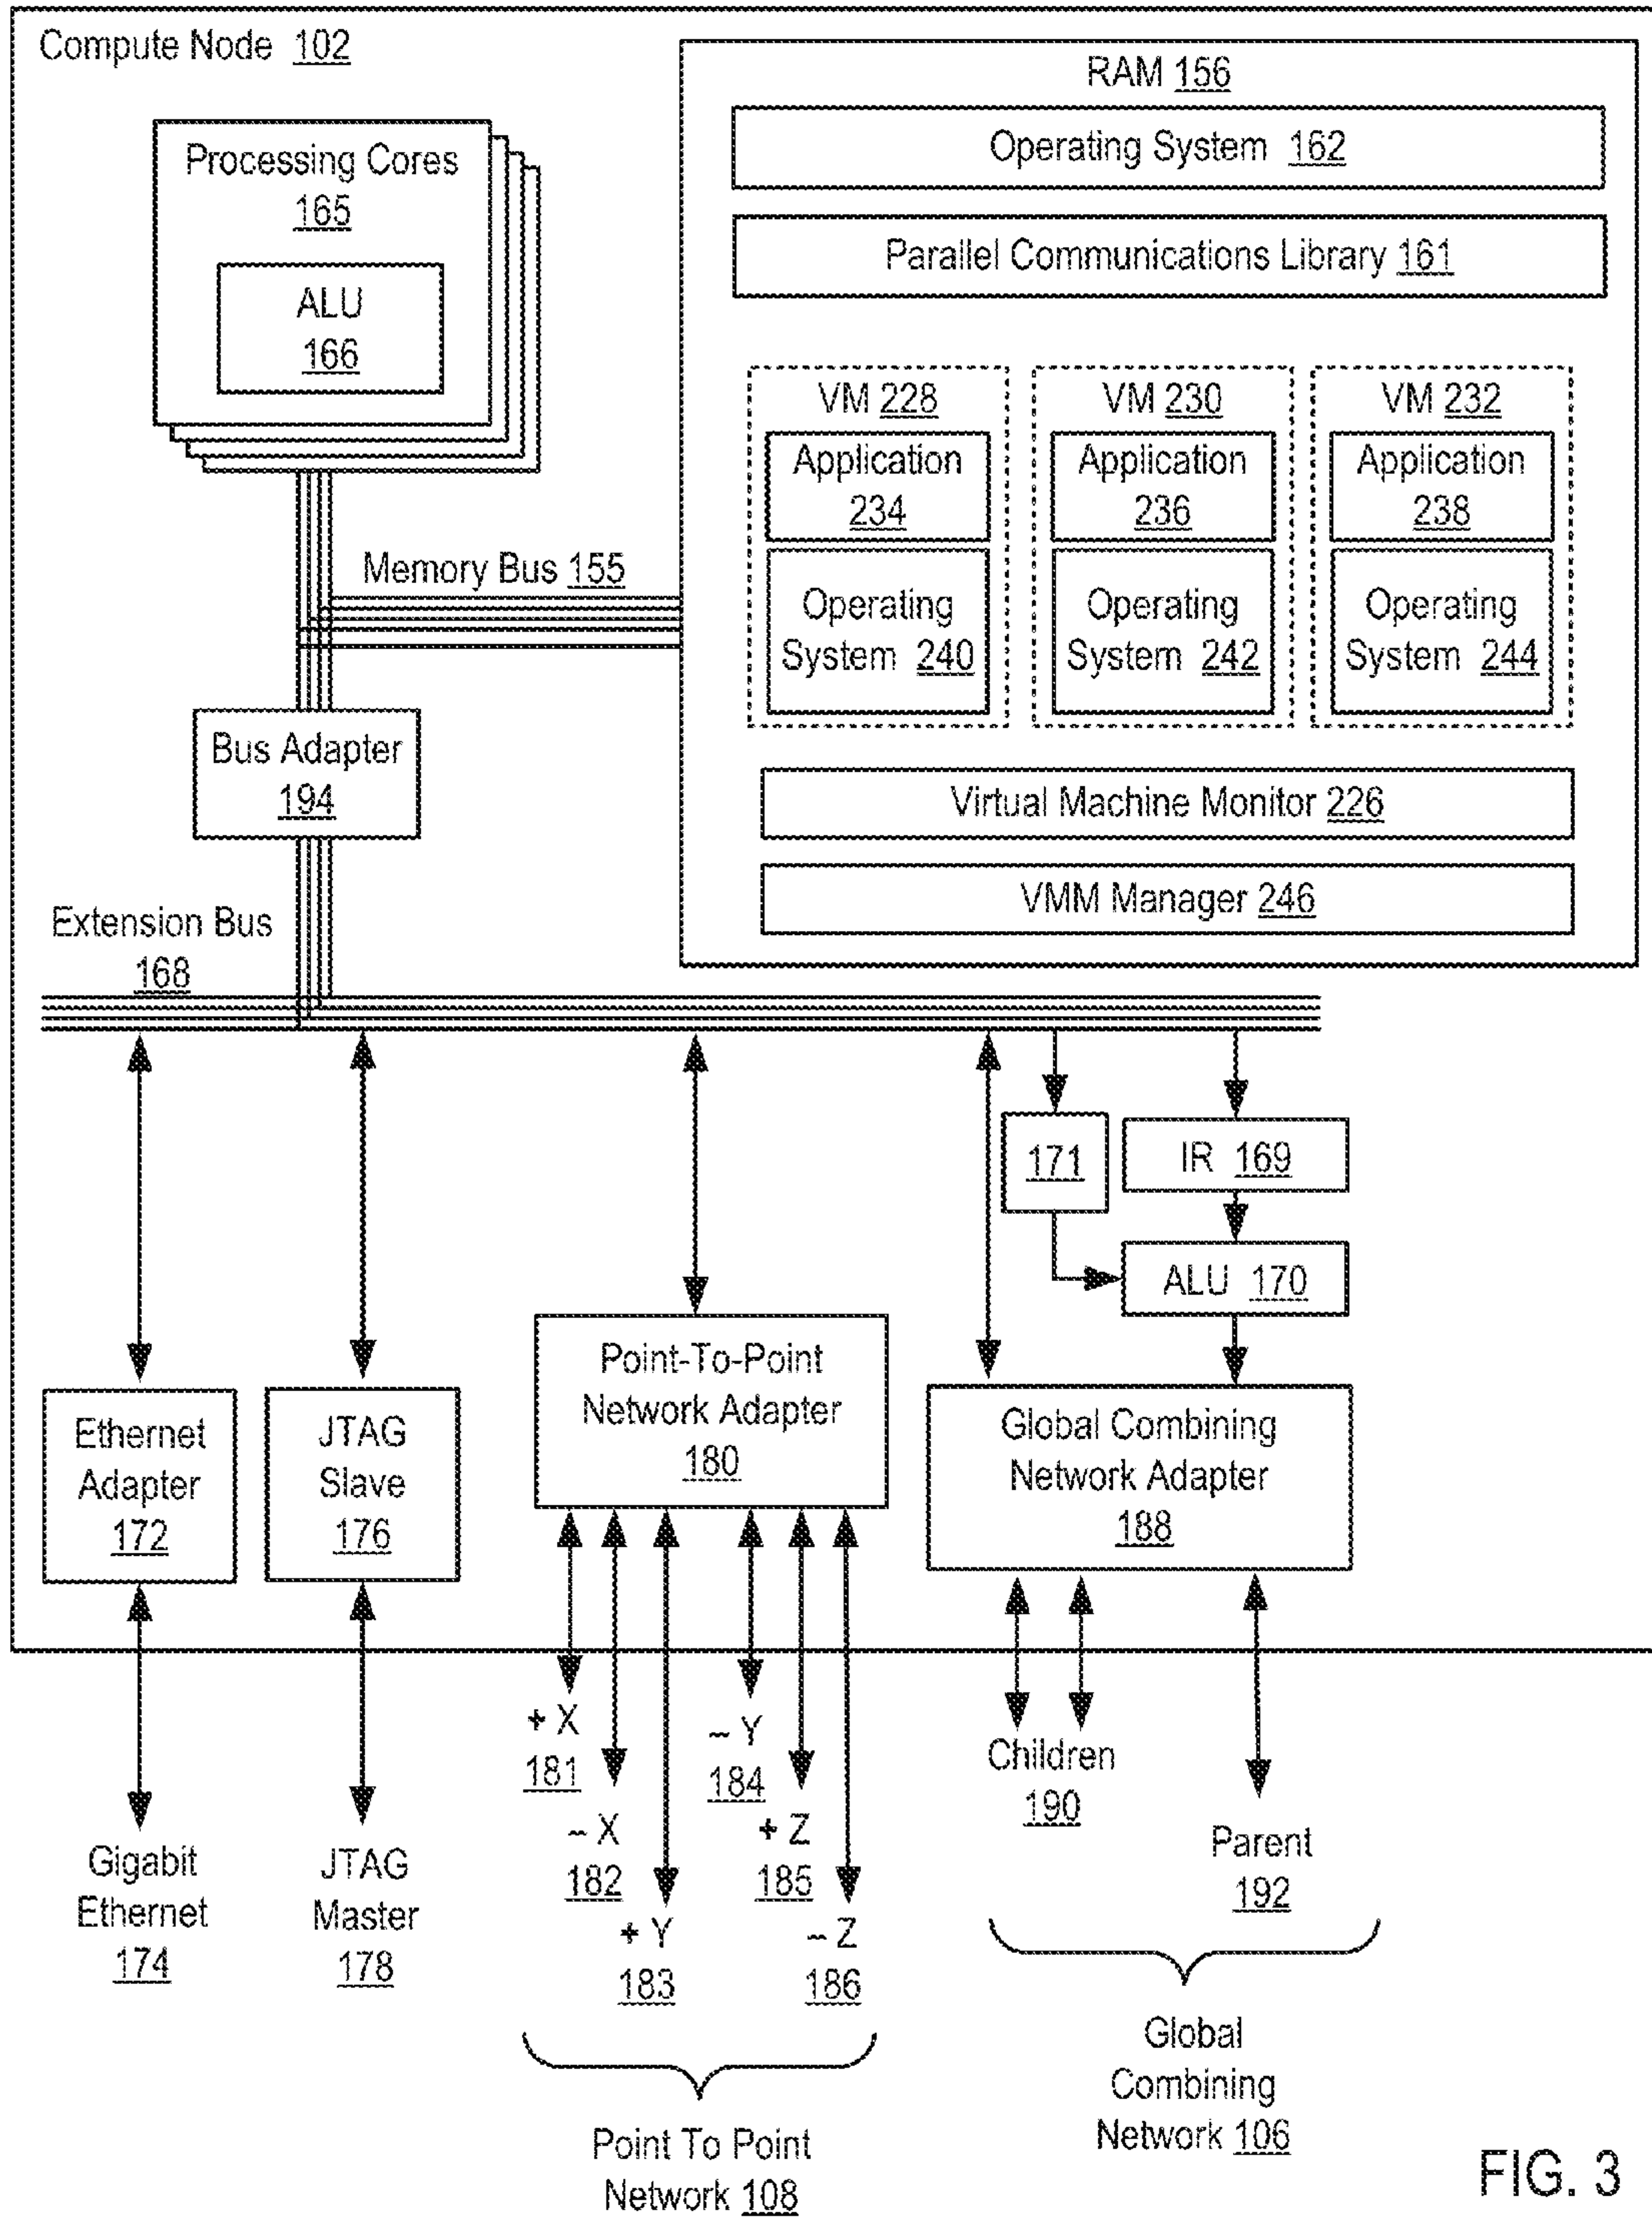 Compute Node 102
RAM 156
Operating System 162
Parallel Communications Library 161
Processing Cores
165
ALU
166
VM 228
Application
234
Operating
System 240
VM 230
Application
236
Operating
System 242
VM 232
Application
238
Operating
System 244
Memory Bus 155
Bus Adapter
194
Virtual Machine Monitor 226
VMM Manager 246
Extension Bus
168
171
IR 169
ALU 170
Ethernet
Adapter
172
JTAG
Slave
176
Point-To-Point
Network Adapter
180
Global Combining
Network Adapter
188
Gigabit
Ethernet
174
JTAG
Master
178
+ X
181
– X
182
+ Y
183
– Y
184
+ Z
185
– Z
186
Children
190
Parent
192
Point To Point
Network 108
Global
Combining
Network 106
FIG. 3